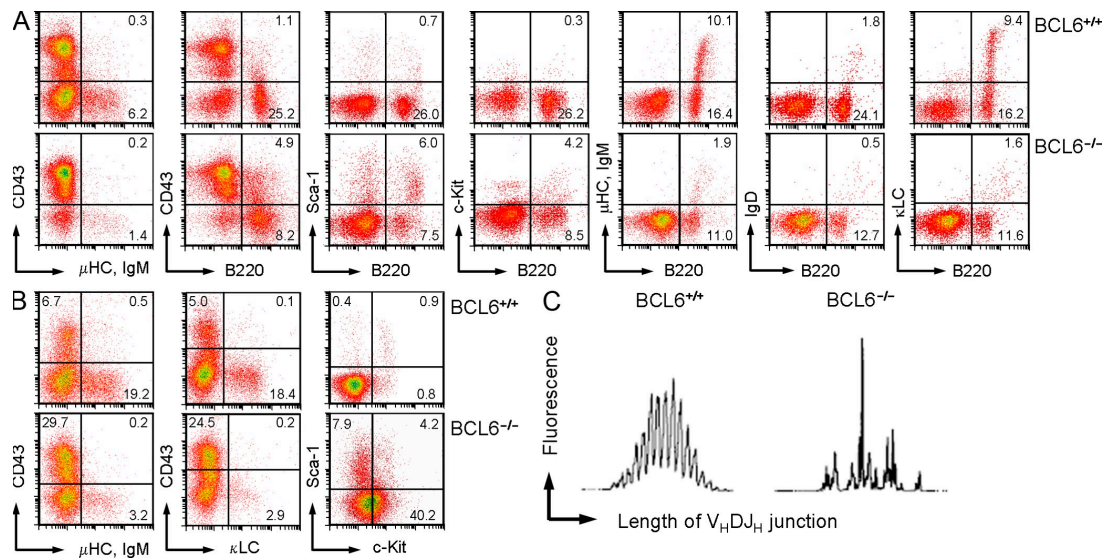 A
0.3 1.1 0.7 0.3 10.1 1.8 9.4 BCL6+/+
6.2 25.2 26.0 26.2 16.4 24.1 16.2
0.2 4.9 6.0 4.2 1.9 0.5 1.6 BCL6−/−
CD43 CD43 Sca-1 c-Kit μHC, IgM IgD κLC
1.4 8.2 7.5 8.5 11.0 12.7 11.6
μHC, IgM B220 B220 B220 B220 B220 B220
B
6.7 0.5 5.0 0.1 0.4 0.9 BCL6+/+
19.2 18.4 0.8
29.7 0.2 24.5 0.2 7.9 4.2 BCL6−/−
CD43 CD43 Sca-1
3.2 2.9 40.2
μHC, IgM κLC c-Kit
C
BCL6+/+ BCL6−/−
Fluorescence
Length of VHDJH junction